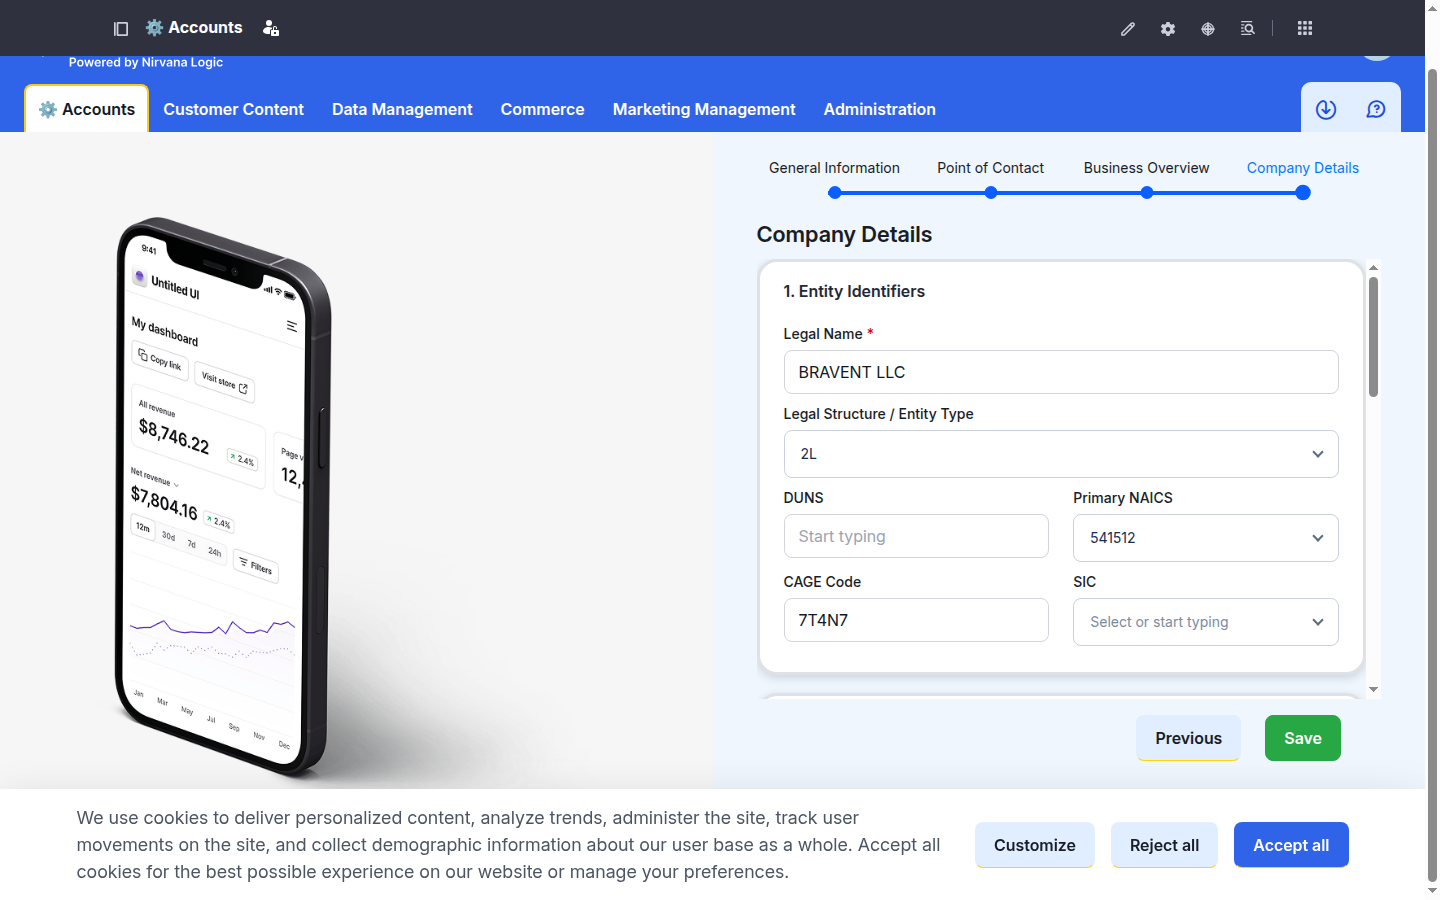 Accounts
Powered by Nirvana Logic
Accounts
Customer Content
Data Management
Commerce
Marketing Management
Administration
General Information
Point of Contact
Business Overview
Company Details
Company Details
1. Entity Identifiers
Legal Name *
BRAVENT LLC
Legal Structure / Entity Type
2L
DUNS
Primary NAICS
Start typing
541512
CAGE Code
SIC
7T4N7
Select or start typing
Previous
Save
9:41
Untitled UI
My dashboard
Copy link
Visit store
All revenue
$8,746.22
2.4%
Page v
12,
Net revenue
$7,804.16
2.4%
12m
30d
7d
24h
Filters
Jan
Mar
May
Jul
Sep
Nov
Dec
We use cookies to deliver personalized content, analyze trends, administer the site, track user
movements on the site, and collect demographic information about our user base as a whole. Accept all
cookies for the best possible experience on our website or manage your preferences.
Customize
Reject all
Accept all